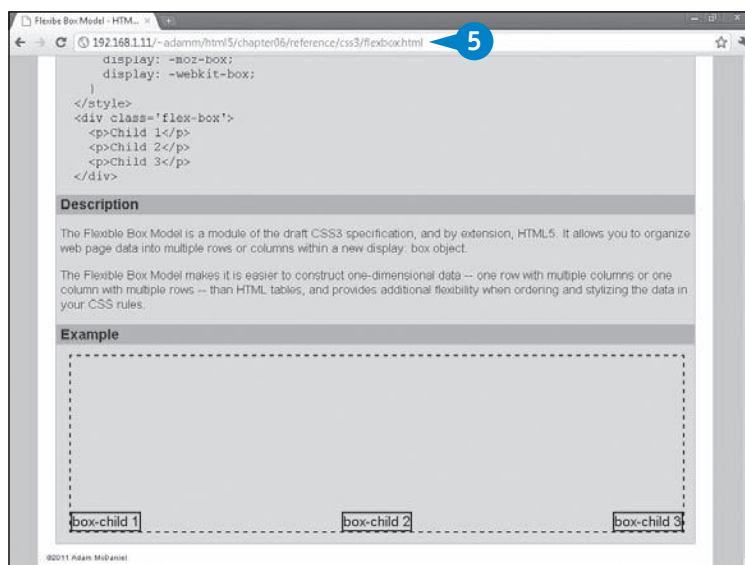 Flexibe Box Model - HTM...
192.168.1.11/~adamm/html5/chapter06/reference/css3/flexbox.html
5
display: -moz-box;
display: -webkit-box;
}
</style>
<div class='flex-box'>
<p>Child 1</p>
<p>Child 2</p>
<p>Child 3</p>
</div>
Description
The Flexible Box Model is a module of the draft CSS3 specification, and by extension, HTML5. It allows you to organize
web page data into multiple rows or columns within a new display: box object.
The Flexible Box Model makes it is easier to construct one-dimensional data -- one row with multiple columns or one
column with multiple rows -- than HTML tables, and provides additional flexibility when ordering and stylizing the data in
your CSS rules.
Example
box-child 1
box-child 2
box-child 3
©2011 Adam McDaniel